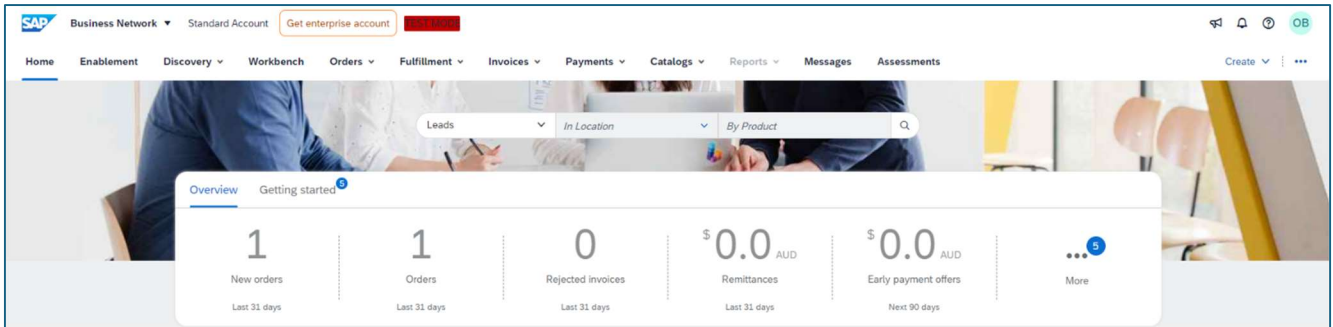 SAP Business Network Standard Account Get enterprise account TEST MODE OB
Home Enablement Discovery Workbench Orders Fulfillment Invoices Payments Catalogs Reports Messages Assessments Create
Leads In Location By Product
Overview Getting started 5
1 1 0 $ 0.0 AUD $ 0.0 AUD ... 5
New orders Orders Rejected invoices Remittances Early payment offers More
Last 31 days Last 31 days Last 31 days Last 31 days Next 90 days